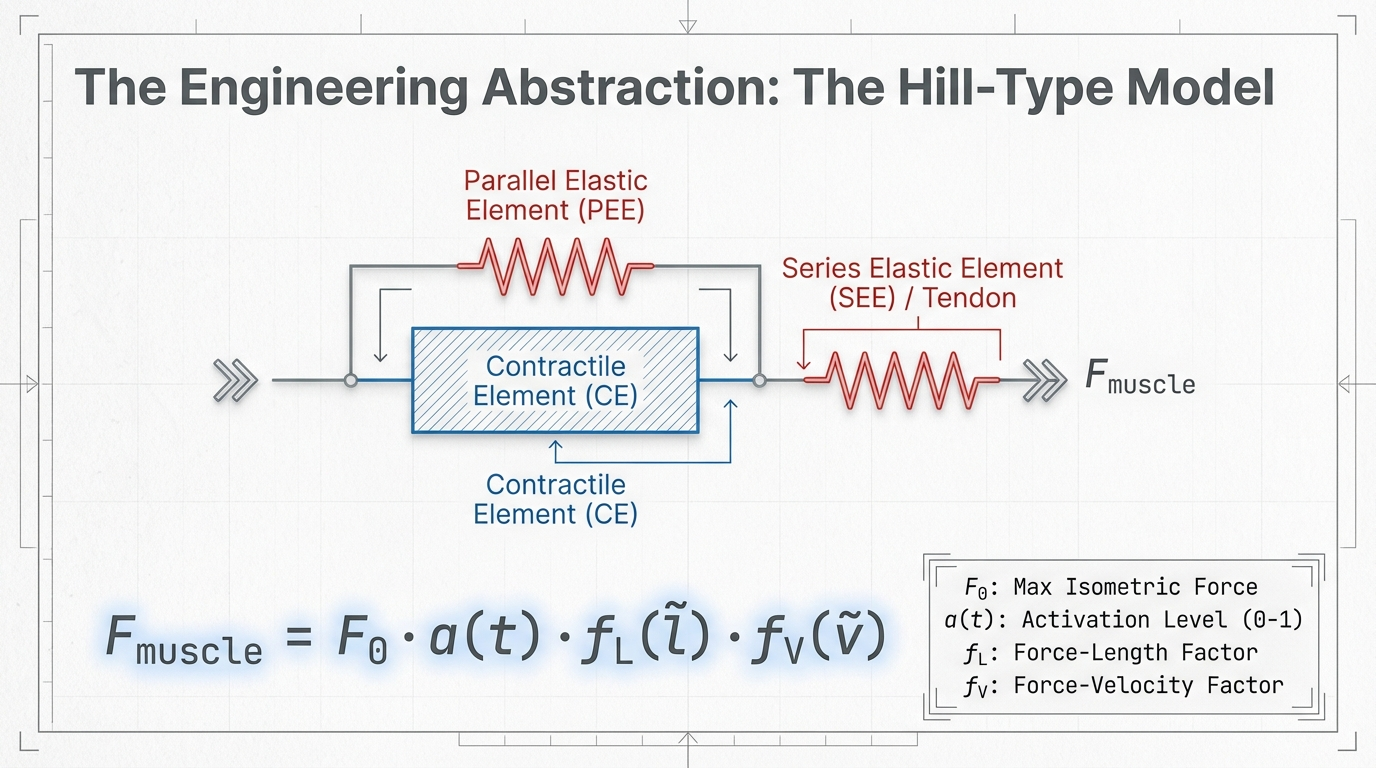 The Engineering Abstraction: The Hill-Type Model
Parallel Elastic
Element (PEE)
Series Elastic Element
(SEE) / Tendon
Contractile
Element (CE)
F_muscle
Contractile
Element (CE)
F_muscle = F₀ · a(t) · f_L(l̃) · f_V(ṽ)
F₀: Max Isometric Force
a(t): Activation Level (0-1)
f_L: Force-Length Factor
f_V: Force-Velocity Factor